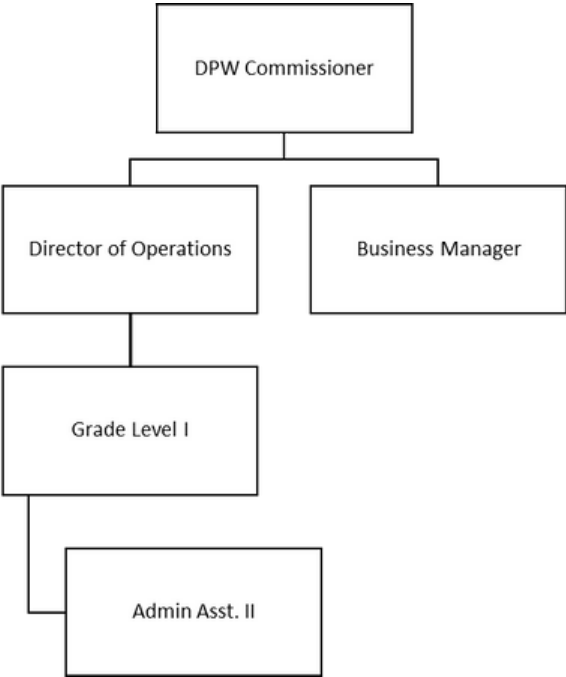 DPW Commissioner
Director of Operations
Business Manager
Grade Level I
Admin Asst. II